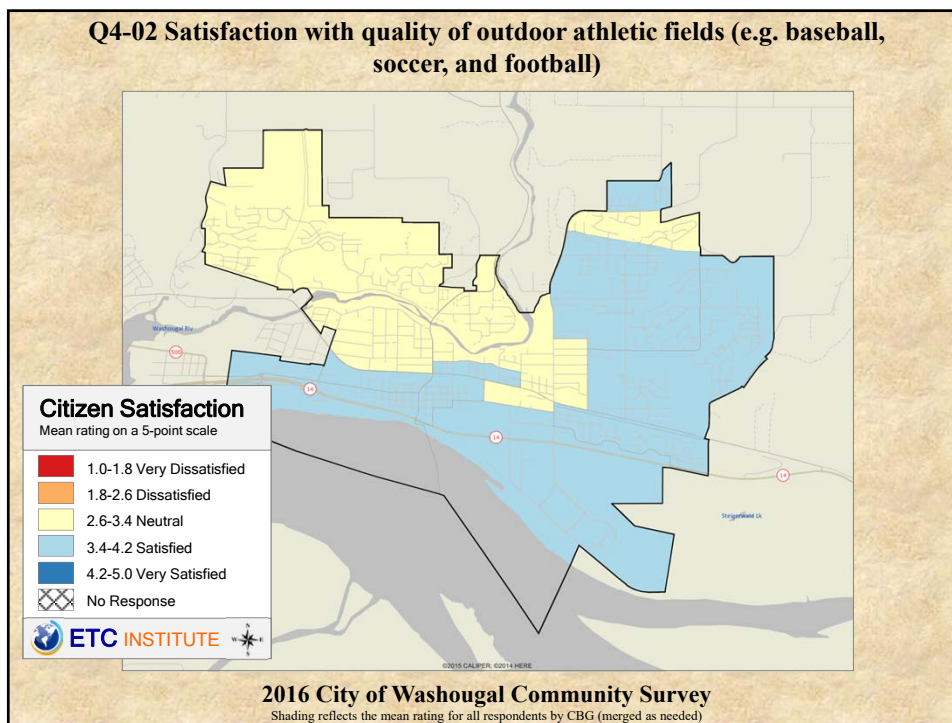 Q4-02 Satisfaction with quality of outdoor athletic fields (e.g. baseball,
soccer, and football)
Washougal Riv
500
14
14
14
Steigerwald Lk
Citizen Satisfaction
Mean rating on a 5-point scale
1.0-1.8 Very Dissatisfied
1.8-2.6 Dissatisfied
2.6-3.4 Neutral
3.4-4.2 Satisfied
4.2-5.0 Very Satisfied
No Response
ETC INSTITUTE
N
W E
S
©2015 CALIPER; ©2014 HERE
2016 City of Washougal Community Survey
Shading reflects the mean rating for all respondents by CBG (merged as needed)